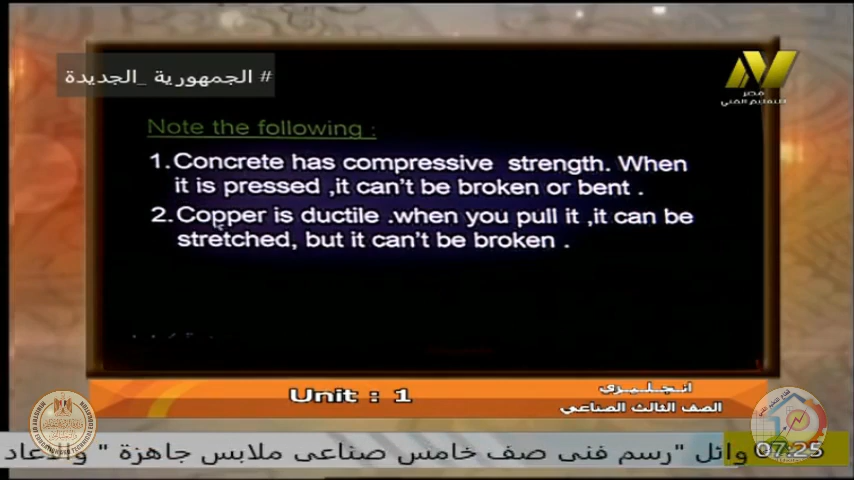 # الجمهورية _الجديدة
مصر
للتعليم الفني
Note the following :
1. Concrete has compressive strength. When
it is pressed ,it can't be broken or bent .
2. Copper is ductile .when you pull it ,it can be
stretched, but it can't be broken .
Unit : 1
انجليزي
الصف الثالث الصناعي
وائل "رسم فنى صف خامس صناعى ملابس جاهزة " والاعاد
07:25